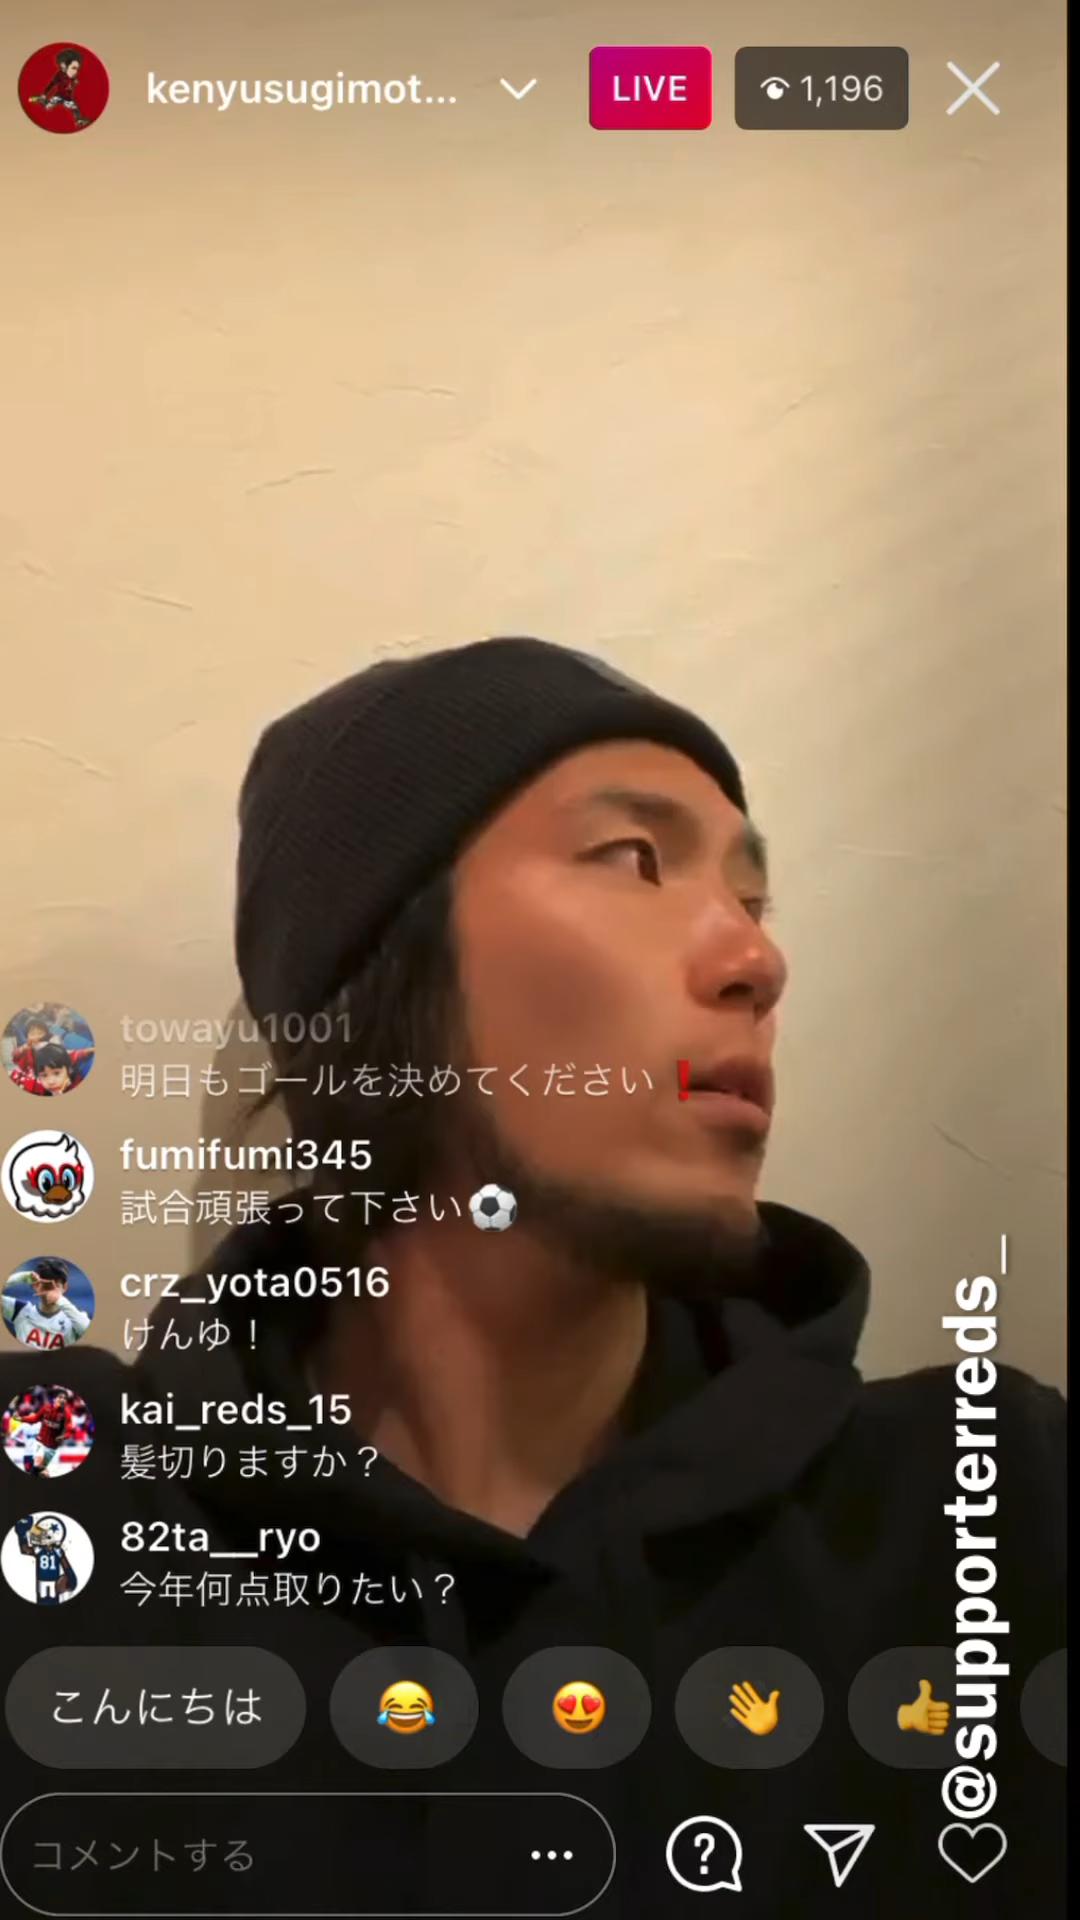 kenyusugimot...
LIVE
1,196
towayu1001
明日もゴールを決めてください❗
fumifumi345
試合頑張って下さい⚽
AIA
crz_yota0516
けんゆ！
kai_reds_15
髪切りますか？
81
82ta__ryo
今年何点取りたい？
こんにちは
コメントする
@supporterreds_